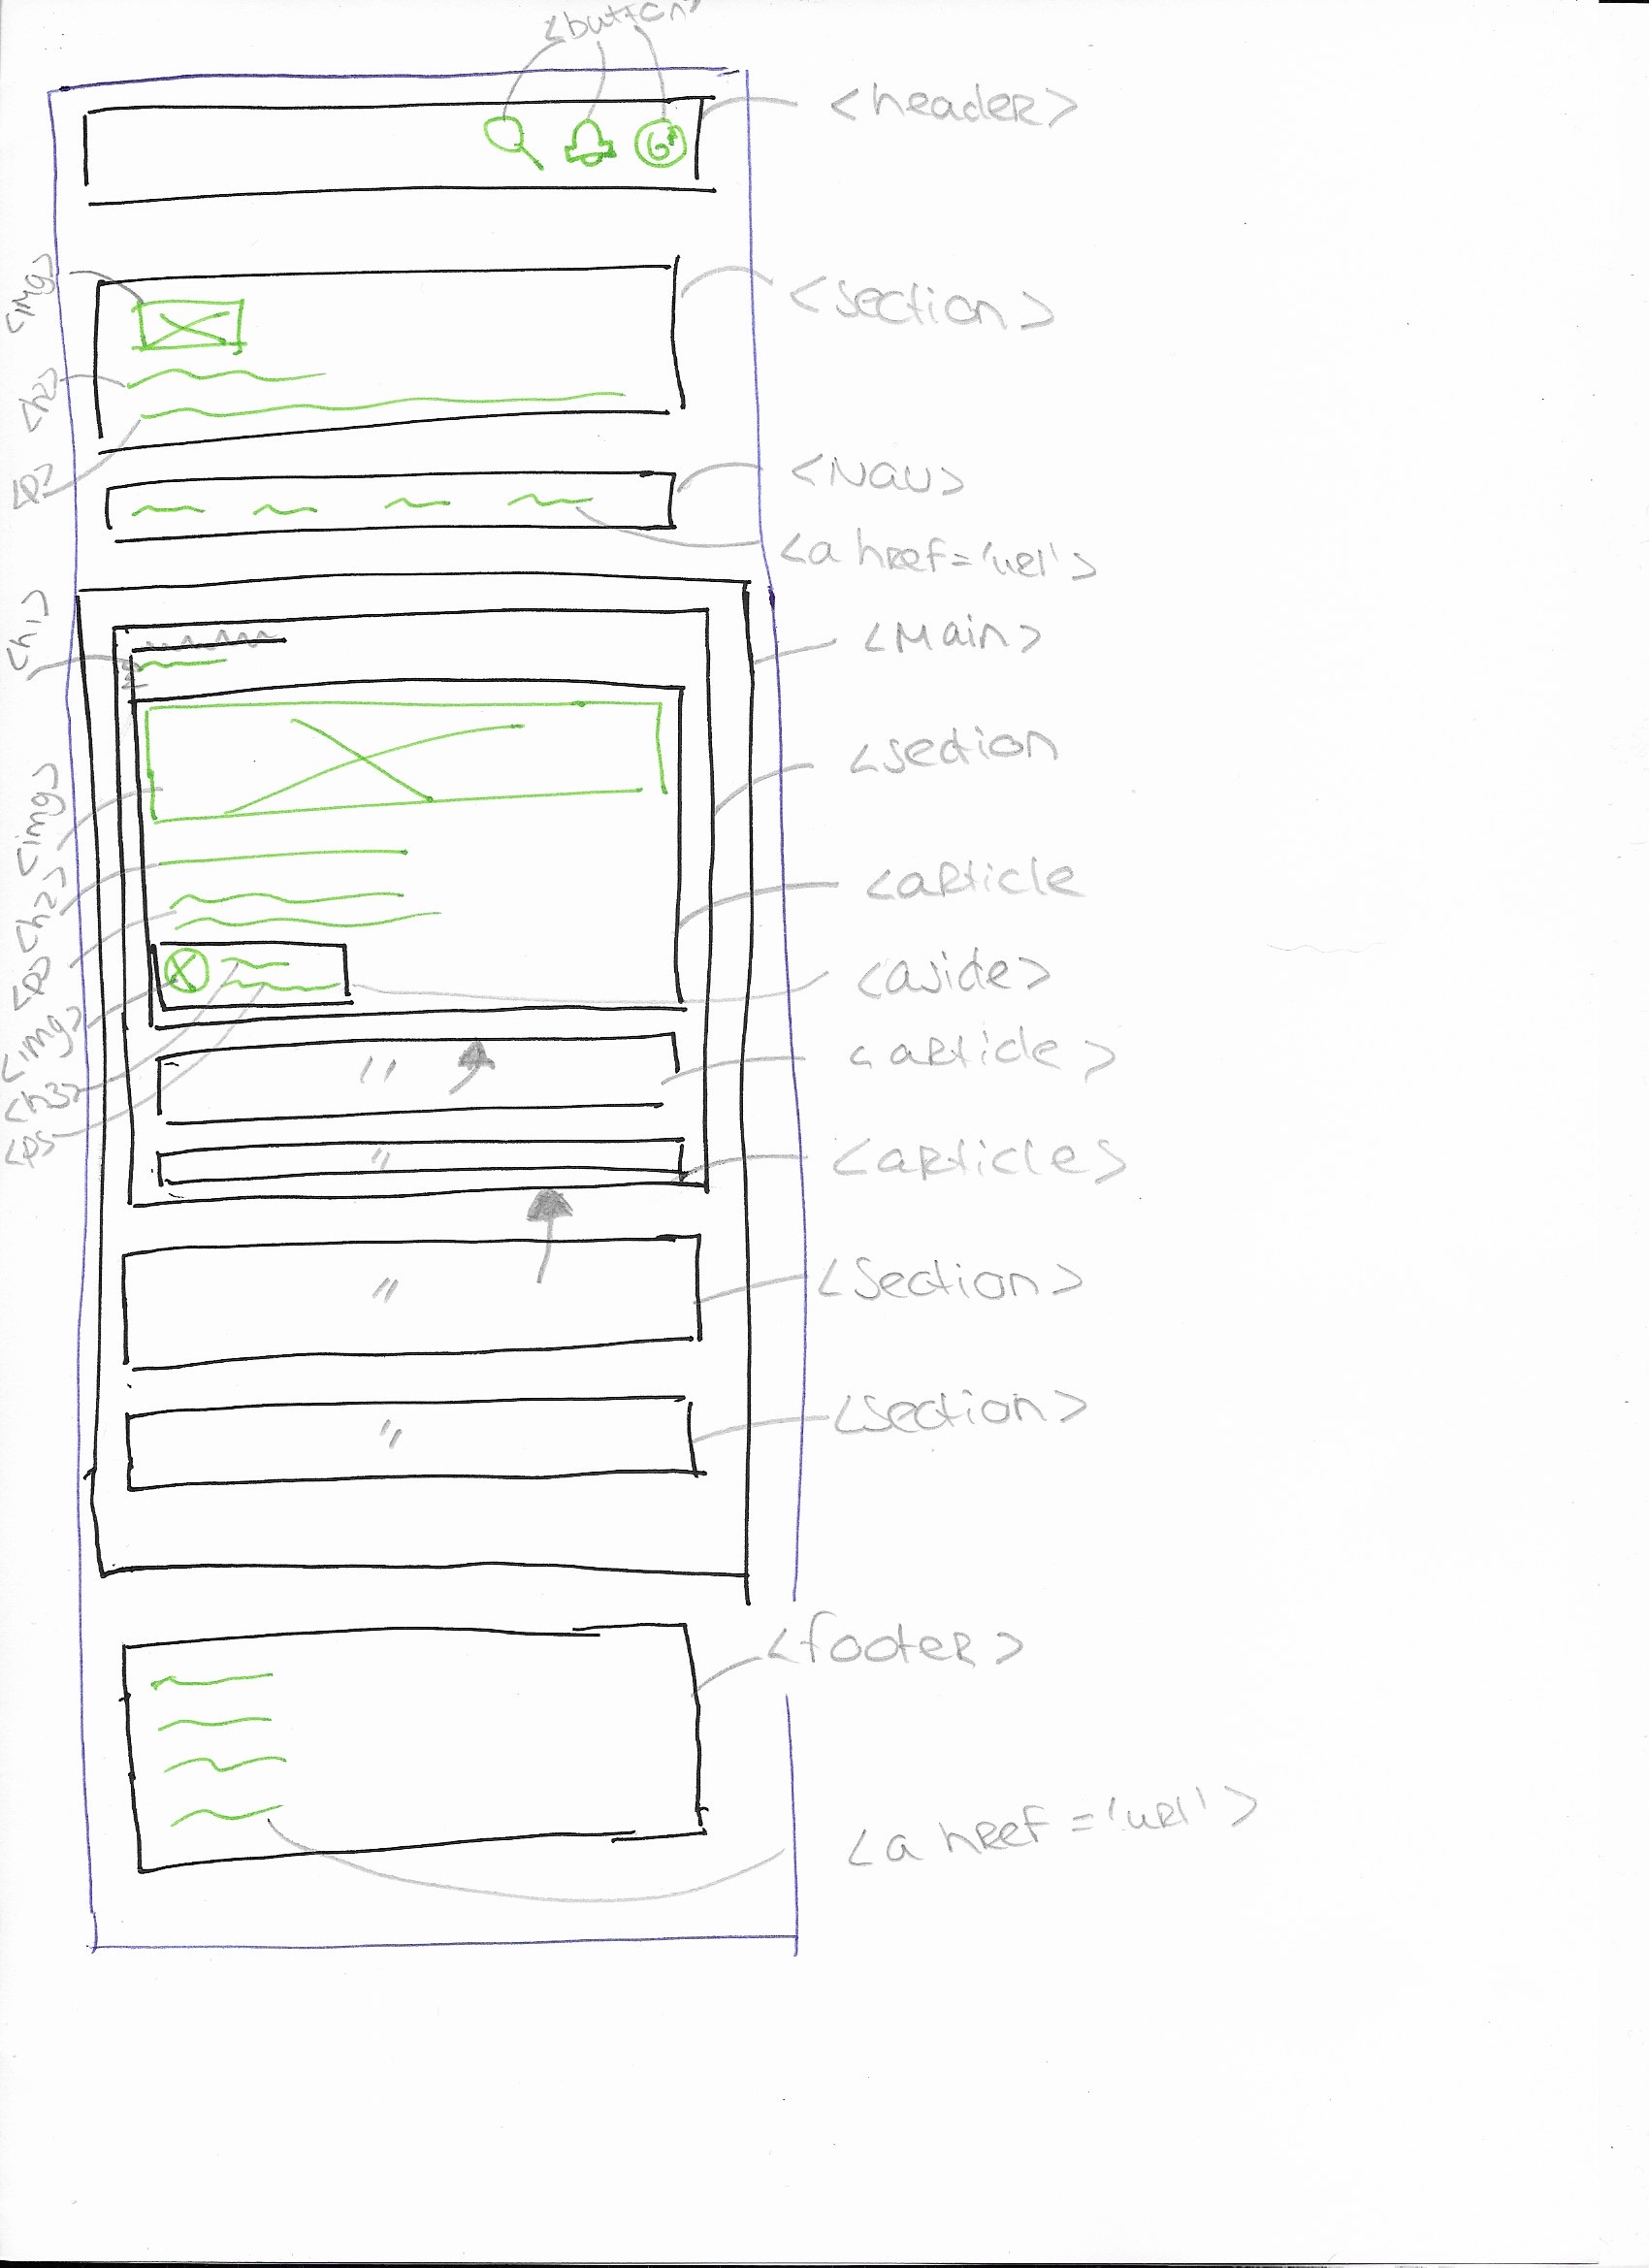 <button>
<header>
<img>
<section>
<h2>
<p>
<Nav>
<a href='url'>
<h1>
<Main>
<section
<img>
<article
<h2>
<p>
<aside>
<img>
<article>
<h3>
<p>
<article>
<Section>
<Section>
<footer>
<a href='url'>